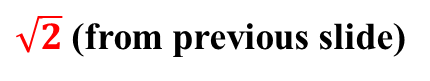 √2 (from previous slide)